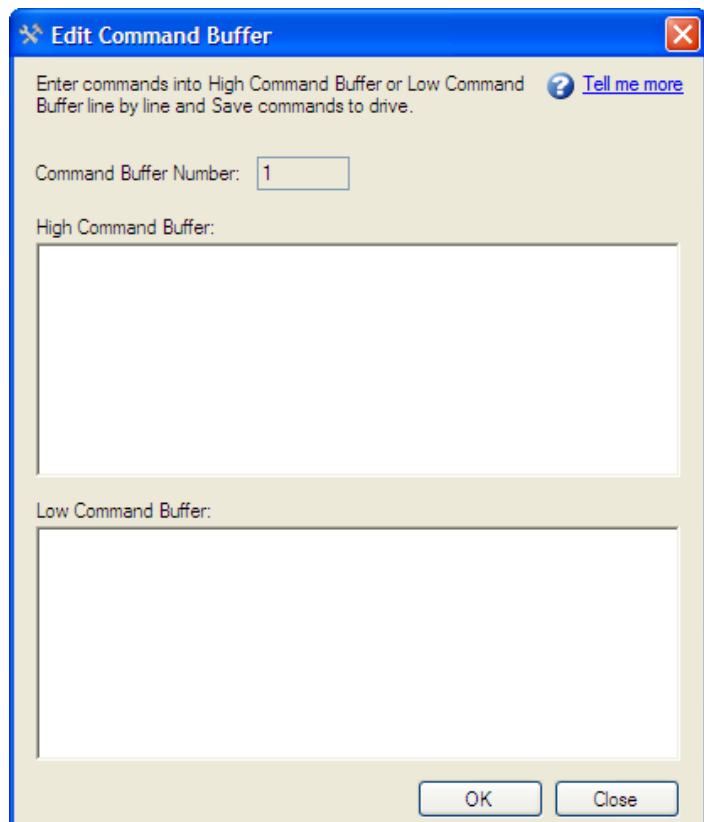 Edit Command Buffer
Enter commands into High Command Buffer or Low Command
Buffer line by line and Save commands to drive.
Tell me more
Command Buffer Number: 1
High Command Buffer:
Low Command Buffer:
OK Close